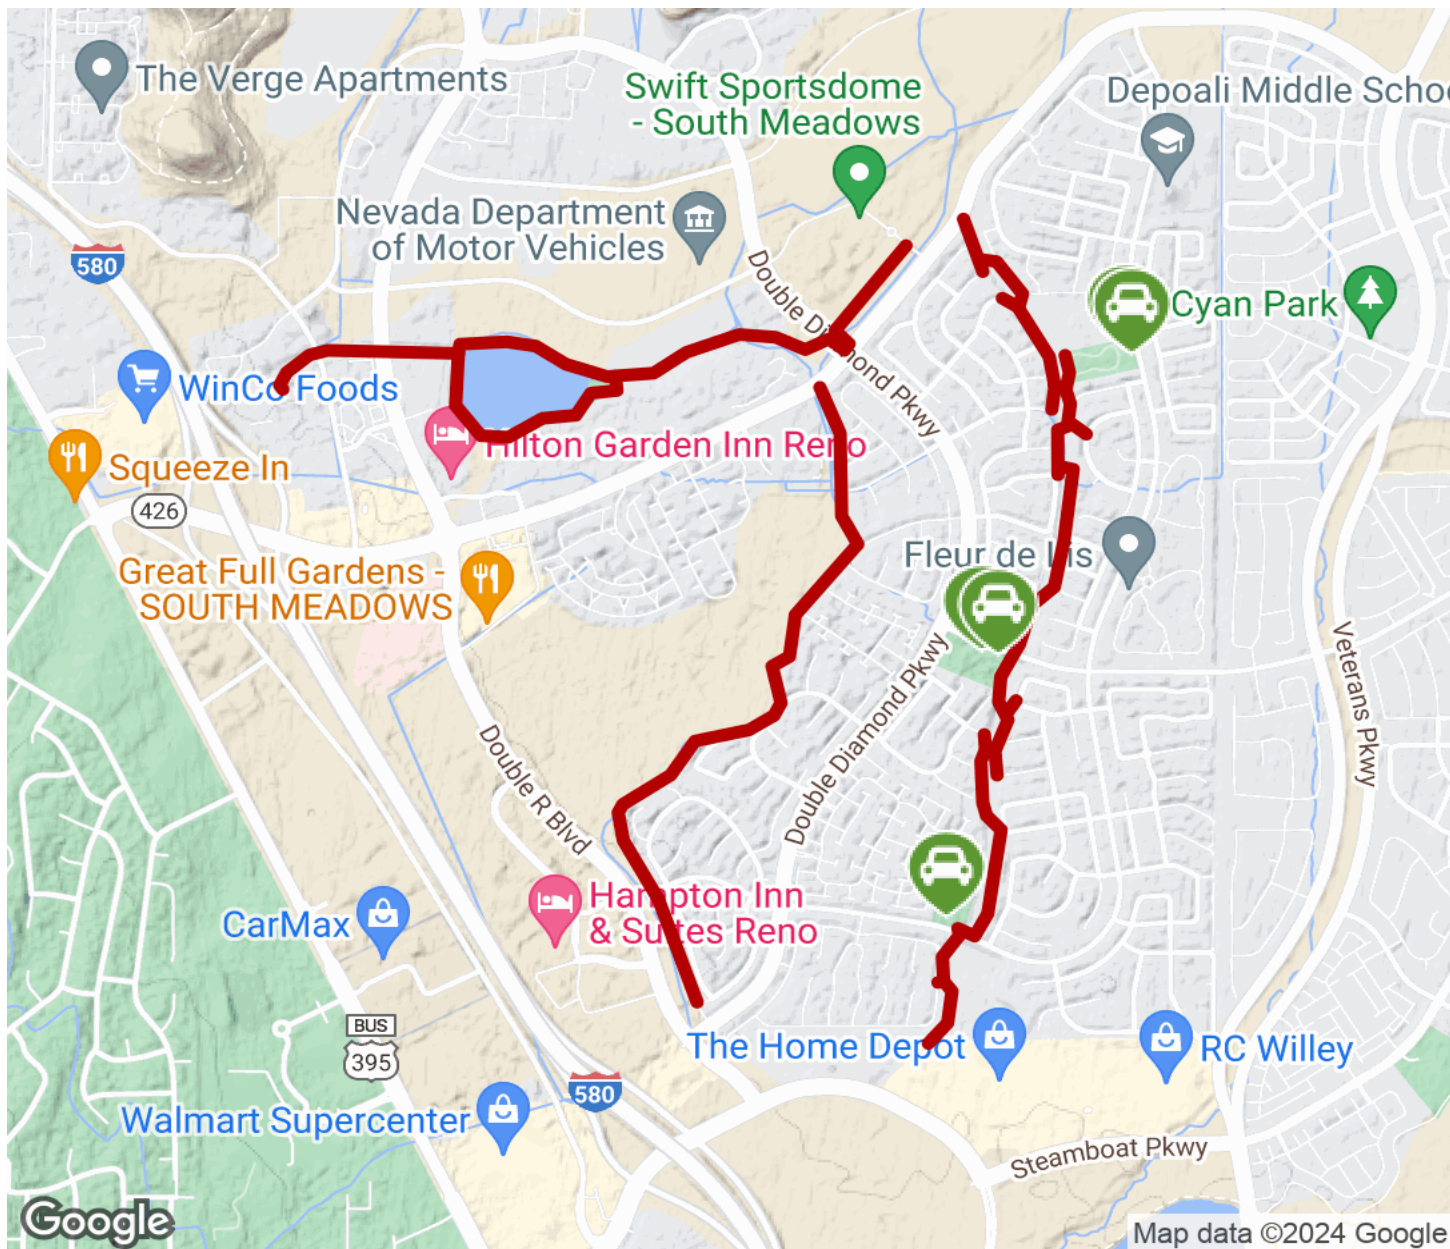 The Verge Apartments
Swift Sportsdome
- South Meadows
Depoali Middle Schoo
Nevada Department
of Motor Vehicles
580
Double Di mond Pkwy
Cyan Park
WinCo Foods
Hilton Garden Inn Reno
Squeeze In
426
Fleur de Lis
Great Full Gardens -
SOUTH MEADOWS
Double Diamond Pkwy
Veterans Pkwy
Double R Blvd
Hampton Inn
& Suites Reno
CarMax
BUS
395
The Home Depot
RC Willey
580
Walmart Supercenter
Steamboat Pkwy
Google
Map data ©2024 Google